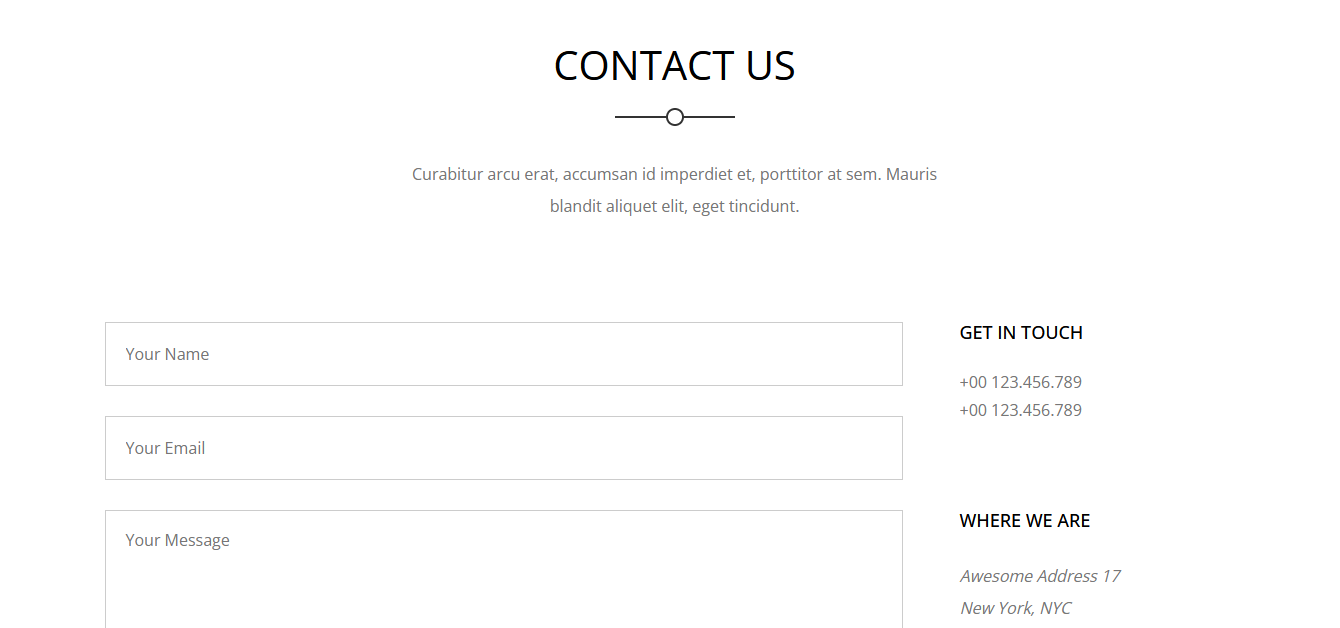 CONTACT US
Curabitur arcu erat, accumsan id imperdiet et, porttitor at sem. Mauris
blandit aliquet elit, eget tincidunt.
Your Name
Your Email
Your Message
GET IN TOUCH
+00 123.456.789
+00 123.456.789
WHERE WE ARE
Awesome Address 17
New York, NYC